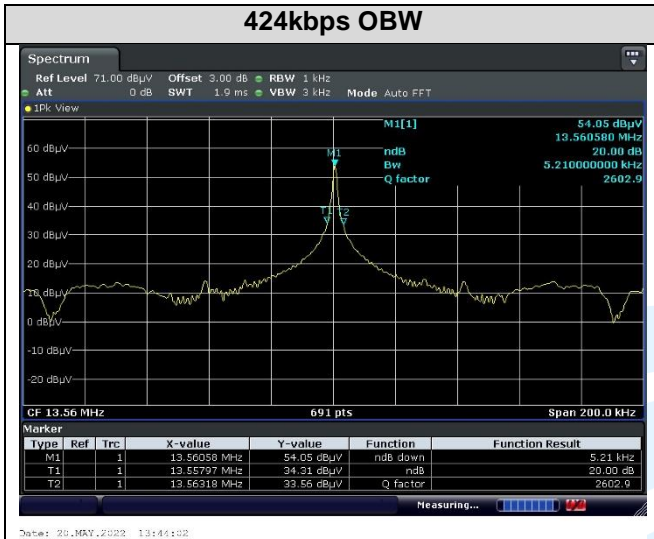 424kbps OBW
Spectrum
Ref Level 71.00 dBµV Offset 3.00 dB RBW 1 kHz
Att 0 dB SWT 1.9 ms VBW 3 kHz Mode Auto FFT
1Pk View
M1[1] 54.05 dBµV
13.560580 MHz
60 dBµV
M1
ndB 20.00 dB
Bw 5.210000000 kHz
50 dBµV
Q factor 2602.9
40 dBµV
T1 T2
30 dBµV
20 dBµV
10 dBµV
0 dBµV
-10 dBµV
-20 dBµV
CF 13.56 MHz 691 pts Span 200.0 kHz
Marker
Type Ref Trc X-value Y-value Function Function Result
M1 1 13.56058 MHz 54.05 dBµV ndB down 5.21 kHz
T1 1 13.55797 MHz 34.31 dBµV ndB 20.00 dB
T2 1 13.56318 MHz 33.56 dBµV Q factor 2602.9
Measuring...
Date: 20.MAY.2022 13:44:02